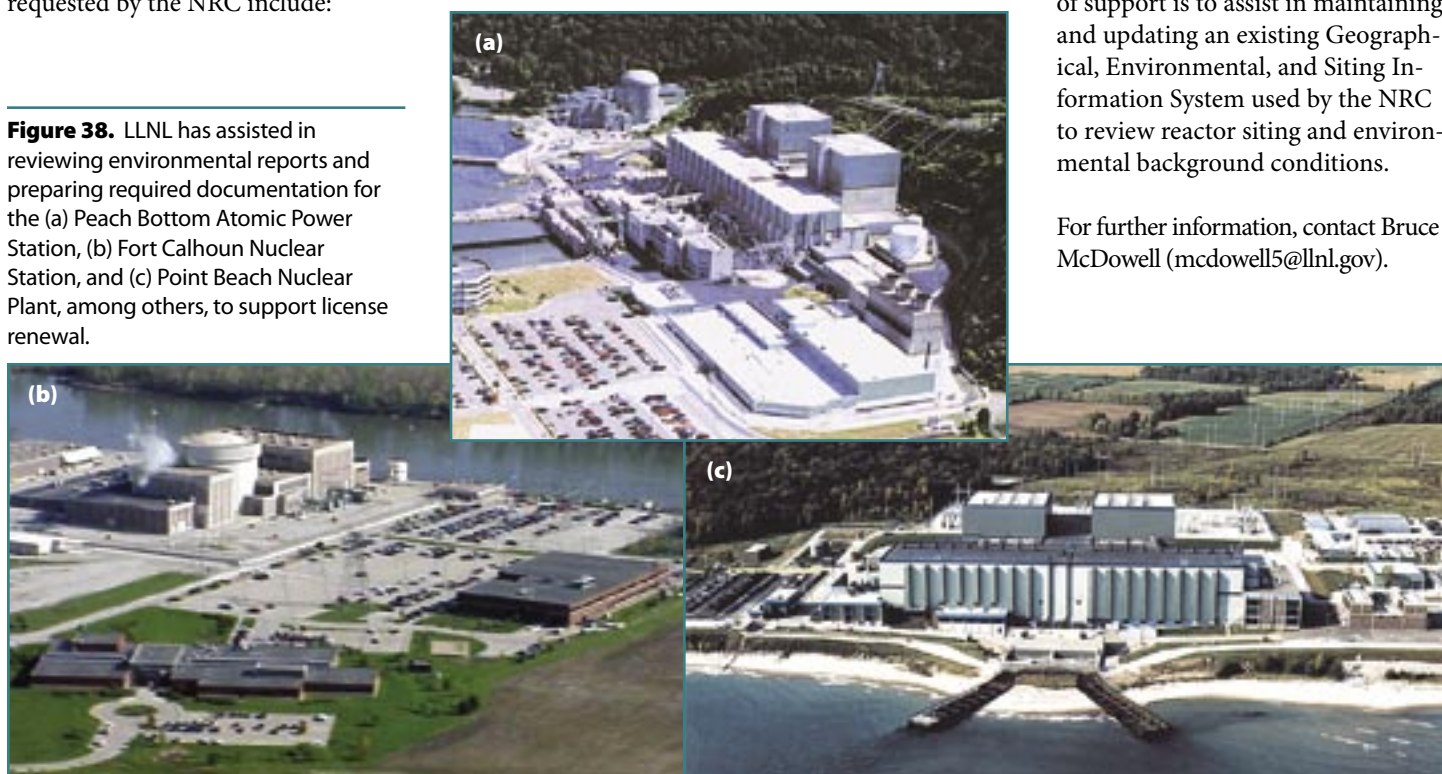 requested by the NRC include:
Figure 38. LLNL has assisted in
reviewing environmental reports and
preparing required documentation for
the (a) Peach Bottom Atomic Power
Station, (b) Fort Calhoun Nuclear
Station, and (c) Point Beach Nuclear
Plant, among others, to support license
renewal.
(a)
of support is to assist in maintaining
and updating an existing Geograph-
ical, Environmental, and Siting In-
formation System used by the NRC
to review reactor siting and environ-
mental background conditions.
For further information, contact Bruce
McDowell (mcdowell5@llnl.gov).
(b)
(c)